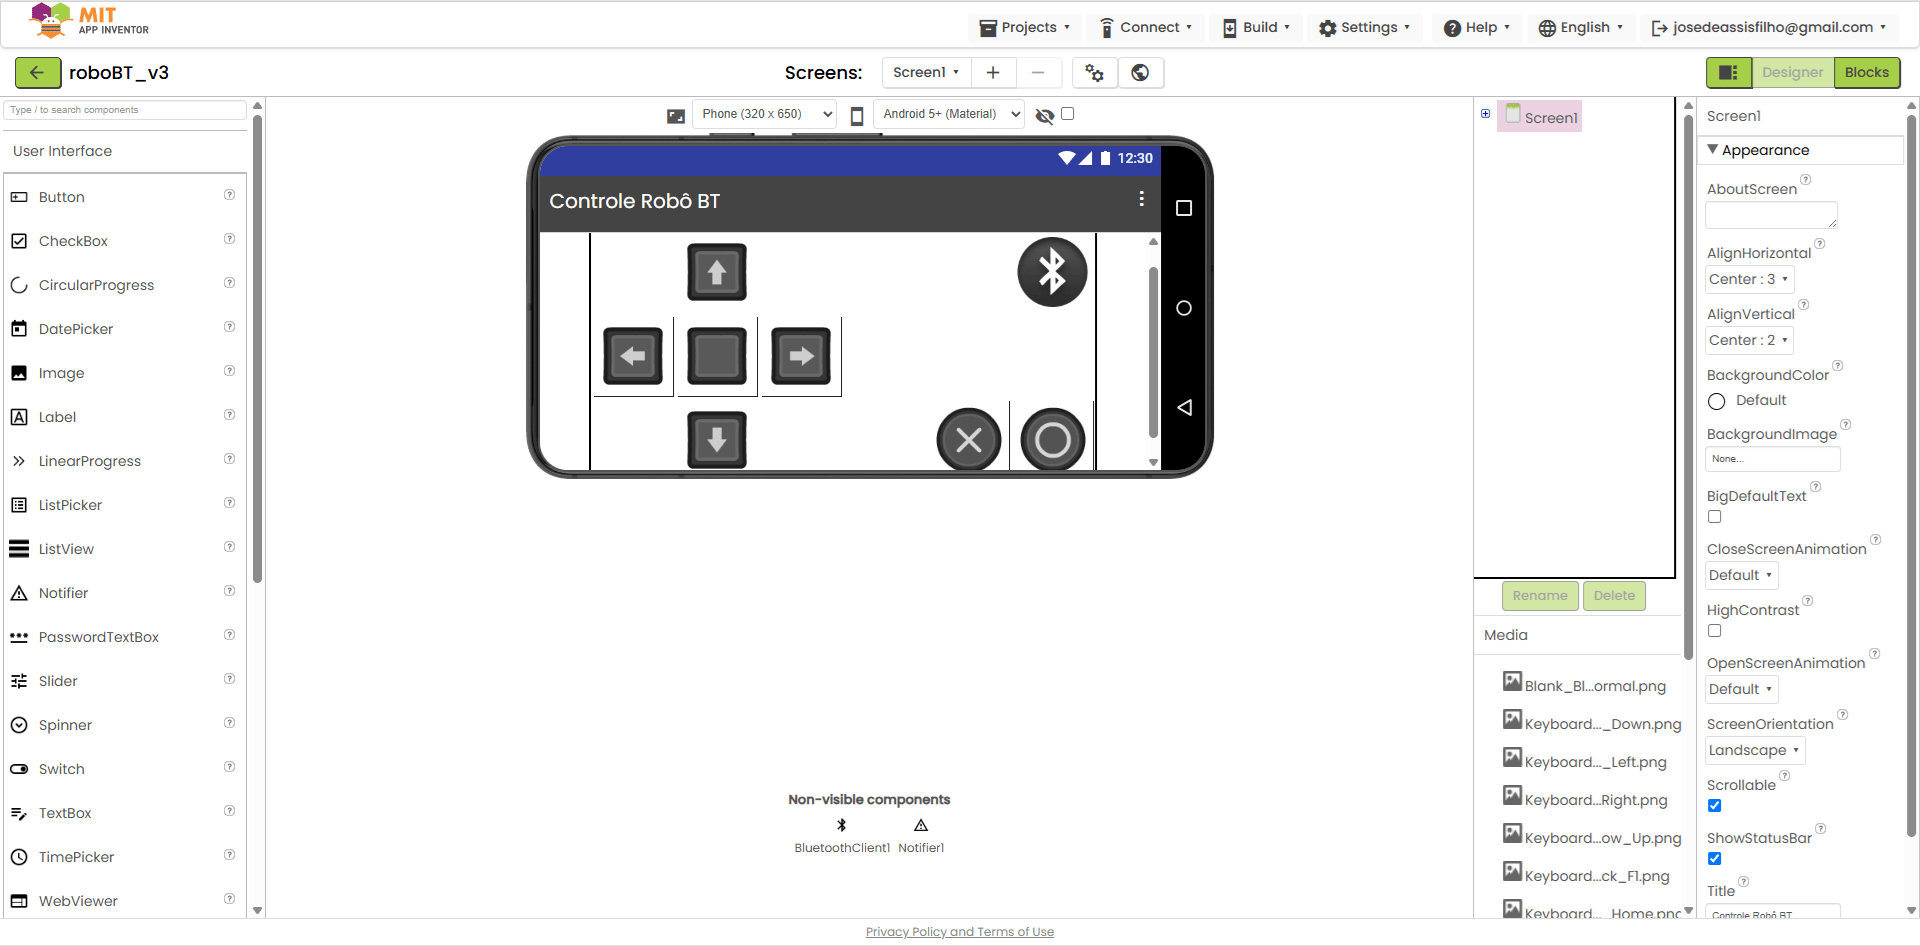 MIT
APP INVENTOR
Projects
Connect
Build
Settings
Help
English
josedeassisfilho@gmail.com
roboBT_v3
Screens:
Screen1
Designer
Blocks
Type / to search components
User Interface
Button
CheckBox
CircularProgress
DatePicker
Image
Label
LinearProgress
ListPicker
ListView
Notifier
PasswordTextBox
Slider
Spinner
Switch
TextBox
TimePicker
WebViewer
Phone (320 x 650)
Android 5+ (Material)
12:30
Controle Robô BT
Non-visible components
BluetoothClient1
Notifier1
Screen1
Rename
Delete
Media
Blank_Bl...ormal.png
Keyboard..._Down.png
Keyboard..._Left.png
Keyboard...Right.png
Keyboard...ow_Up.png
Keyboard...ck_F1.png
Keyboard..._Home.png
Screen1
Appearance
AboutScreen
AlignHorizontal
Center : 3
AlignVertical
Center : 2
BackgroundColor
Default
BackgroundImage
None...
BigDefaultText
CloseScreenAnimation
Default
HighContrast
OpenScreenAnimation
Default
ScreenOrientation
Landscape
Scrollable
ShowStatusBar
Title
Controle Robô BT
Privacy Policy and Terms of Use